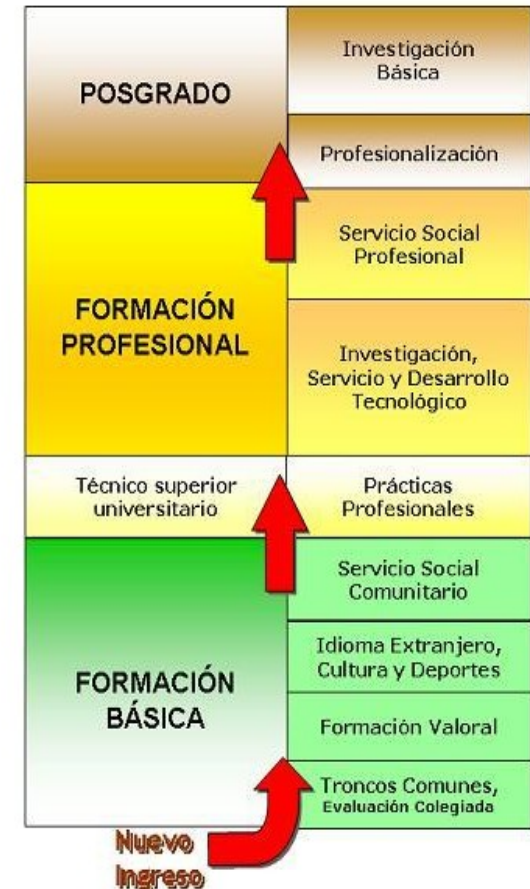 POSGRADO
Investigación
Básica
Profesionalización
FORMACIÓN
PROFESIONAL
Servicio Social
Profesional
Investigación,
Servicio y Desarrollo
Tecnológico
Técnico superior
universitario
Prácticas
Profesionales
FORMACIÓN
BÁSICA
Servicio Social
Comunitario
Idioma Extranjero,
Cultura y Deportes
Formación Valoral
Troncos Comunes,
Evaluación Colegiada
Nuevo
Ingreso